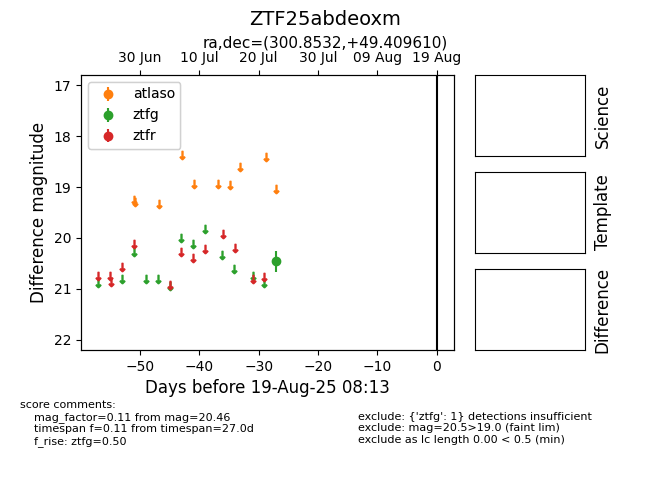 ZTF25abdeoxm
ra,dec=(300.8532,+49.409610)
30 Jun 10 Jul 20 Jul 30 Jul 09 Aug 19 Aug
atlaso
ztfg
ztfr
17
18
19
20
21
22
Difference magnitude
−50 −40 −30 −20 −10 0
Days before 19-Aug-25 08:13
Science
Template
Difference
score comments:
mag_factor=0.11 from mag=20.46
timespan f=0.11 from timespan=27.0d
f_rise: ztfg=0.50
exclude: {'ztfg': 1} detections insufficient
exclude: mag=20.5>19.0 (faint lim)
exclude as lc length 0.00 < 0.5 (min)